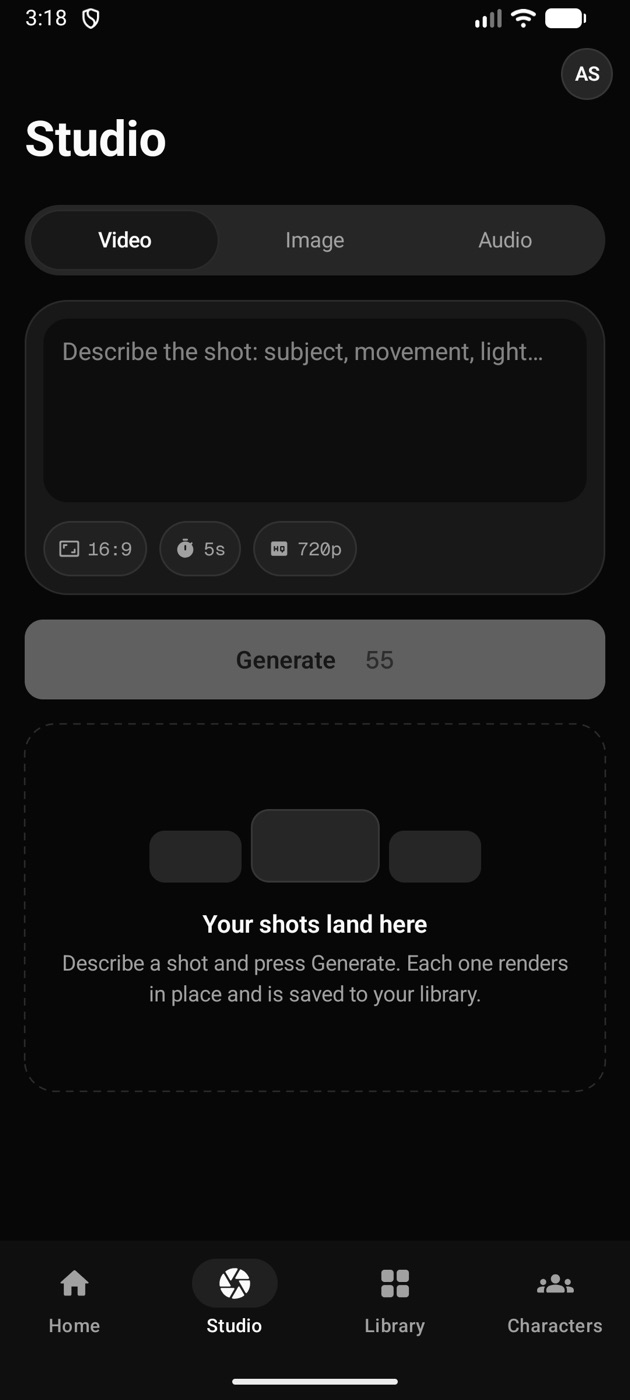 3:18
AS
Studio
Video
Image
Audio
Describe the shot: subject, movement, light...
16:9
5s
HQ
720p
Generate 55
Your shots land here
Describe a shot and press Generate. Each one renders
in place and is saved to your library.
Home
Studio
Library
Characters